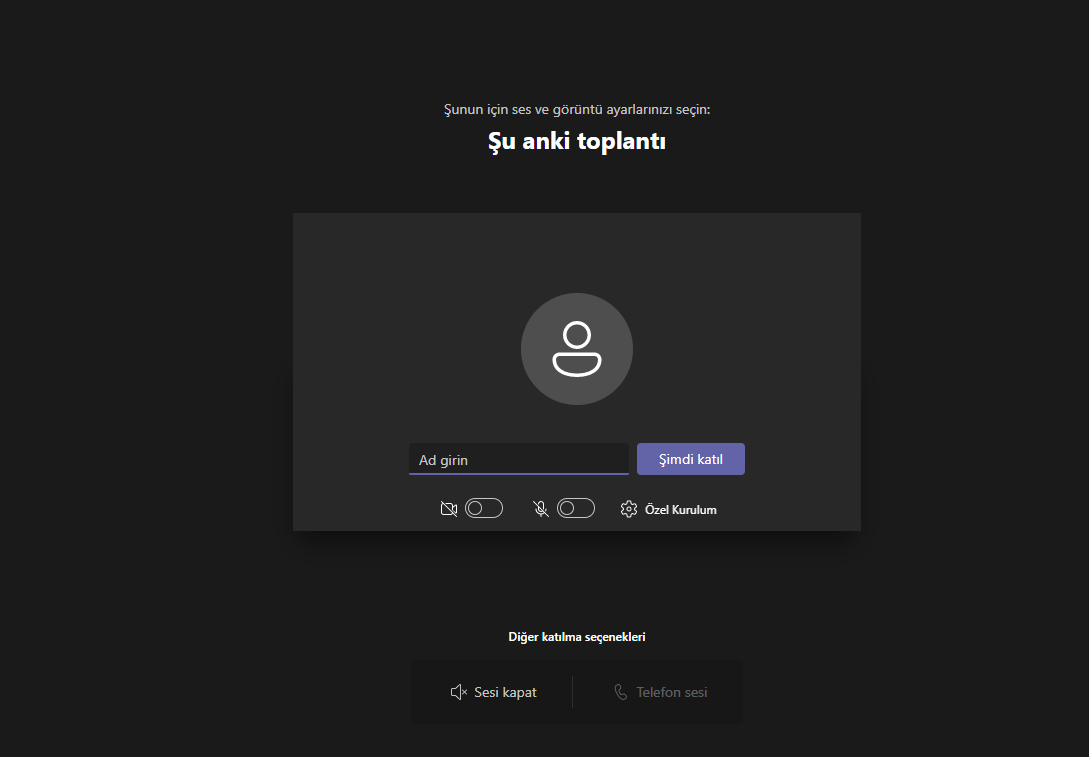 Şunun için ses ve görüntü ayarlarınızı seçin:
Şu anki toplantı
Ad girin
Şimdi katıl
Özel Kurulum
Diğer katılma seçenekleri
Sesi kapat
Telefon sesi